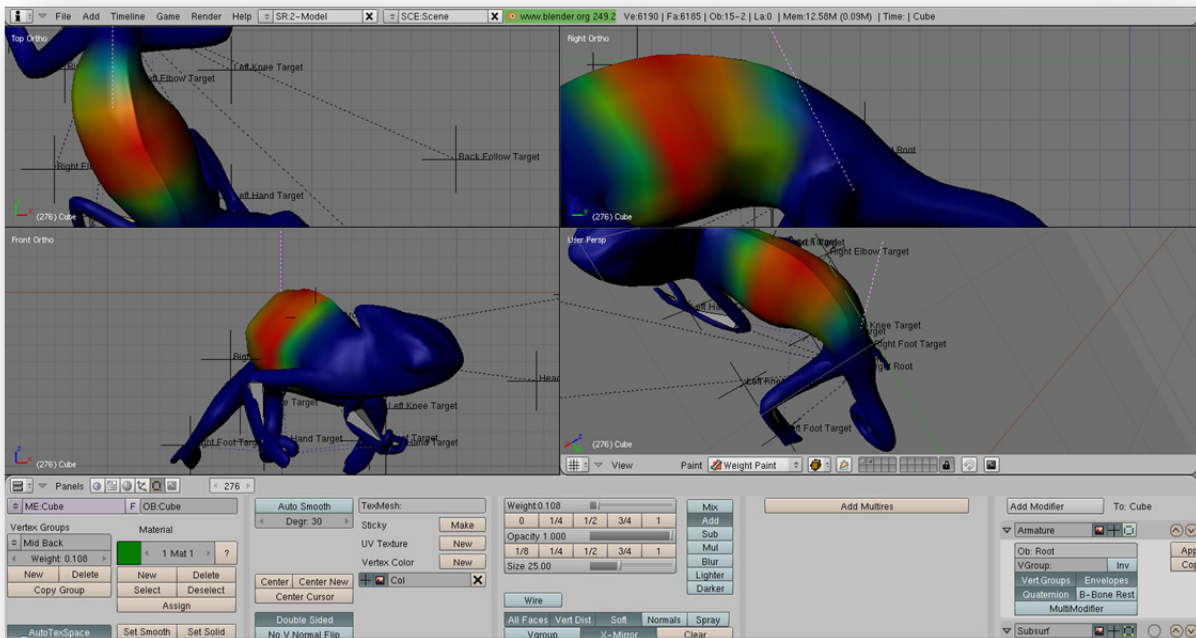 File Add Timeline Game Render Help SR:2-Model X SCE:Scene X www.blender.org 249.2 Ve:6190 | Fa:6185 | Ob:15-2 | La:0 | Mem:12.58M (0.09M) | Time: | Cube
Top Ortho
Left Knee Target
Left Elbow Target
Back Follow Target
Left Hand Target
(276) Cube
Right Ortho
Root
(276) Cube
Front Ortho
Left Knee Target
Hand Target
(276) Cube
User Persp
Right Elbow Target
Knee Target
Right Foot Target
Root
Left Foot Target
(276) Cube
View Paint Weight Paint
Panels 276
ME:Cube F OB:Cube
Vertex Groups
Material
Mid Back
Weight: 0.108
1 Mat 1 ?
New Delete
Copy Group
New Delete
Select Deselect
Assign
AutoTexSpace
Set Smooth Set Solid
Auto Smooth
Degr: 30
TexMesh:
Sticky Make
UV Texture New
Vertex Color New
Col X
Center Center New
Center Cursor
Double Sided
No V.Normal Flip
Weight:0.108
0 1/4 1/2 3/4 1
Opacity 1.000
1/8 1/4 1/2 3/4 1
Size 25.00
Wire
All Faces Vert Dist Soft Normals Spray
Vgroup X-Mirror Clear
Mix
Add
Sub
Mul
Blur
Lighter
Darker
Add Multires
Add Modifier To: Cube
Armature
Ob: Root
VGroup: Inv
Vert.Groups Envelopes
Quaternion B-Bone Rest
MultiModifier
App
Cop
Subsurf